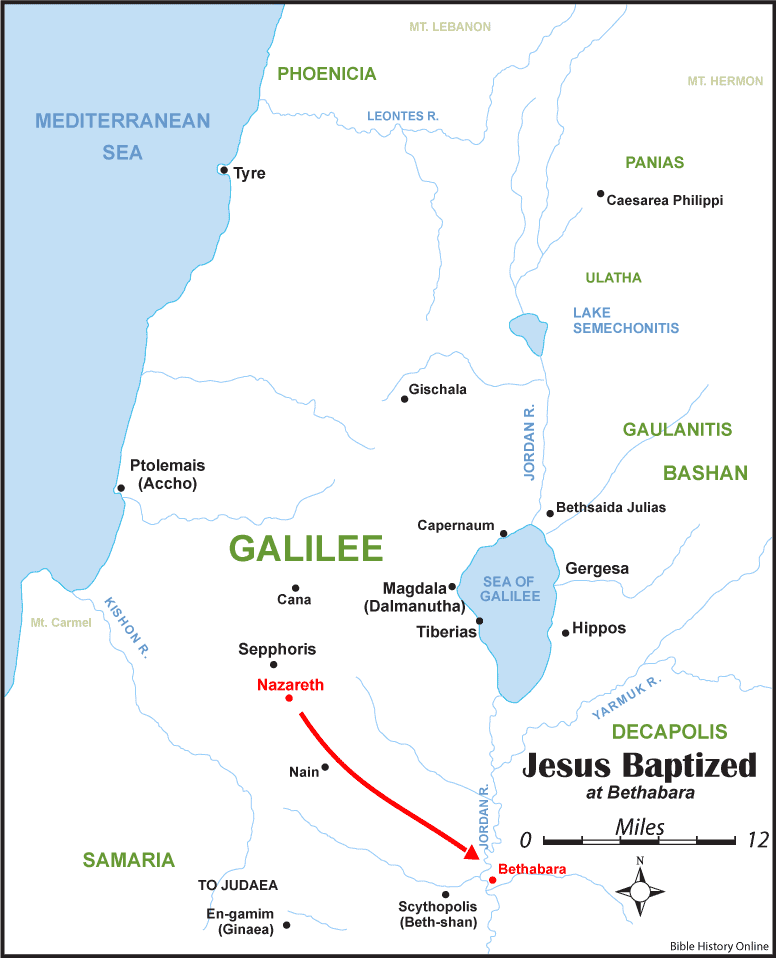 MT. LEBANON
PHOENICIA
MT. HERMON
LEONTES R.
MEDITERRANEAN
SEA
Tyre
PANIAS
Caesarea Philippi
ULATHA
LAKE
SEMECHONITIS
Gischala
JORDAN R.
GAULANITIS
BASHAN
Ptolemais
(Accho)
Bethsaida Julias
Capernaum
GALILEE
Gergesa
SEA OF
GALILEE
Magdala
(Dalmanutha)
Cana
Tiberias
Hippos
Mt. Carmel
KISHON R.
Sepphoris
Nazareth
YARMUK R.
DECAPOLIS
Jesus Baptized
at Bethabara
Nain
JORDAN R.
Miles
0 12
SAMARIA
Bethabara
N
TO JUDAEA
En-gamim
(Ginaea)
Scythopolis
(Beth-shan)
Bible History Online